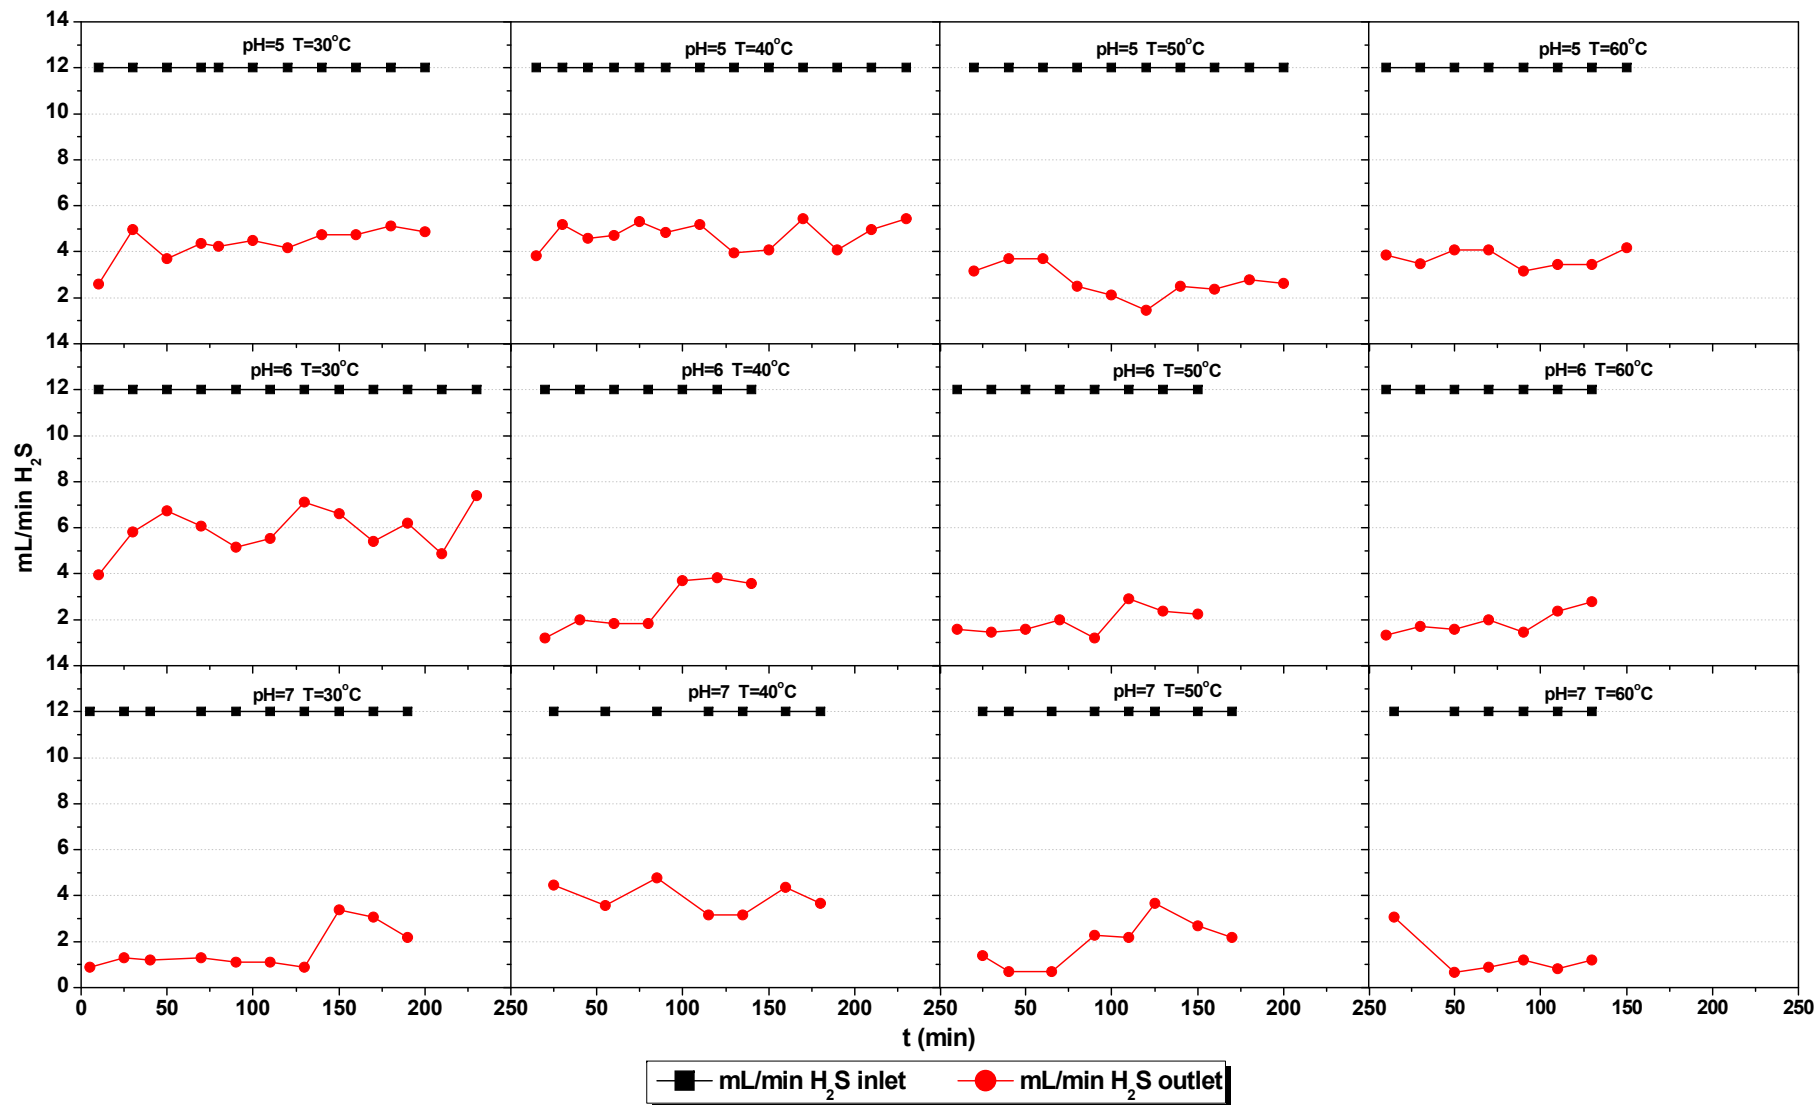 14
12
10
8
6
4
2
pH=5 T=30°C
pH=5 T=40°C
pH=5 T=50°C
pH=5 T=60°C
14
12
10
8
6
4
2
pH=6 T=30°C
pH=6 T=40°C
pH=6 T=50°C
pH=6 T=60°C
mL/min H₂S
14
12
10
8
6
4
2
0
pH=7 T=30°C
pH=7 T=40°C
pH=7 T=50°C
pH=7 T=60°C
0 50 100 150 200 250 50 100 150 200 250 50 100 150 200 250 50 100 150 200 250
t (min)
mL/min H₂S inlet mL/min H₂S outlet